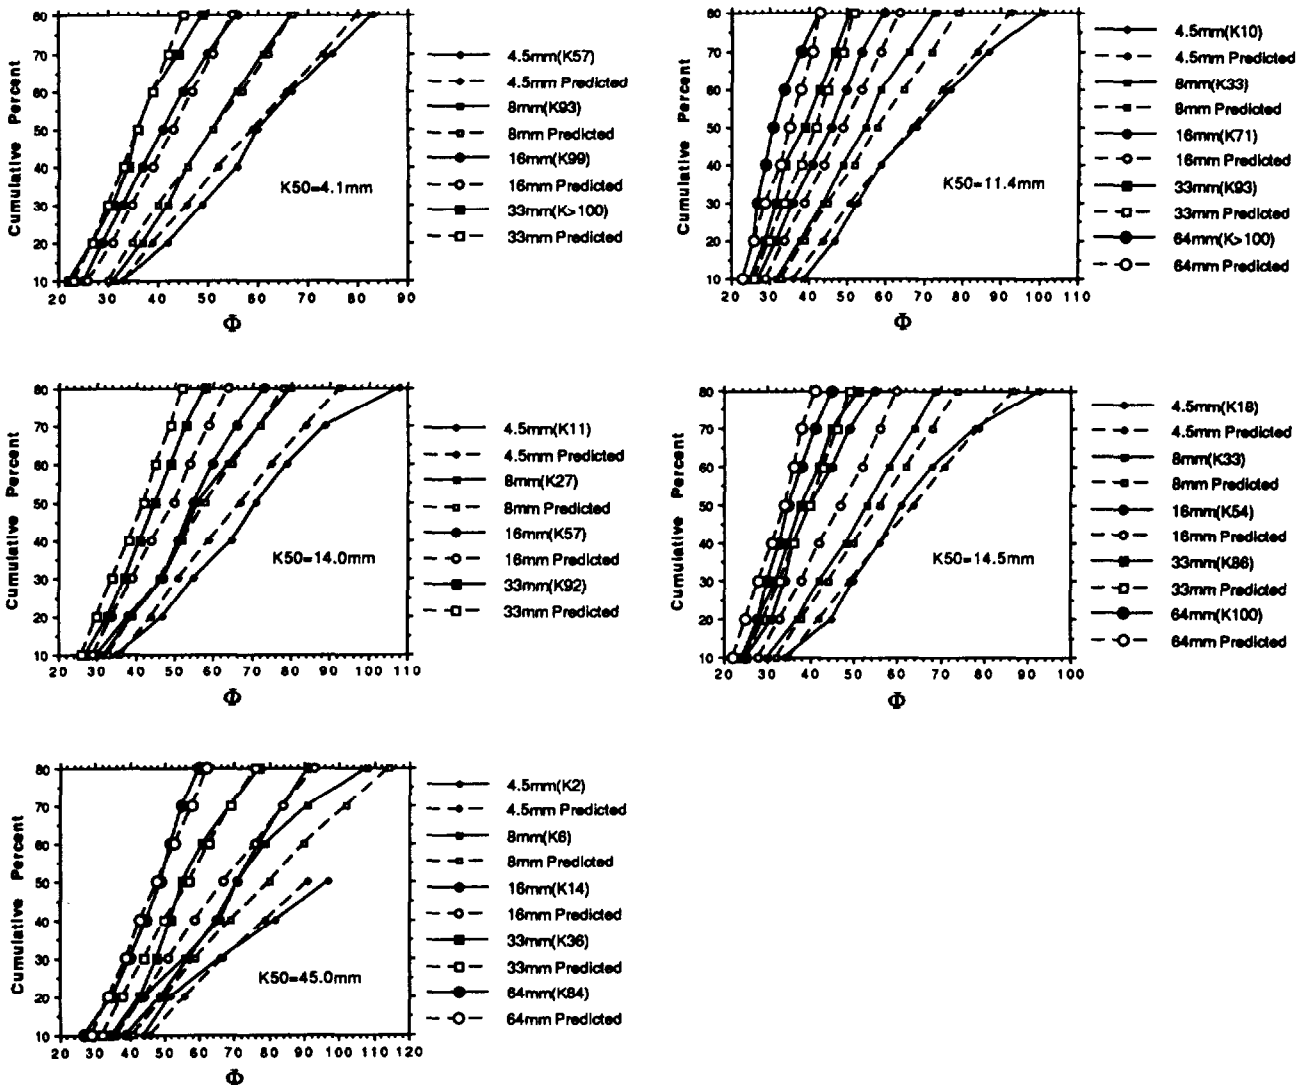 80
70
60
50
40
30
20
10
Cumulative Percent
20 30 40 50 60 70 80 90
Φ
K50=4.1mm
4.5mm(K57)
4.5mm Predicted
8mm(K93)
8mm Predicted
16mm(K99)
16mm Predicted
33mm(K>100)
33mm Predicted
80
70
60
50
40
30
20
10
Cumulative Percent
20 30 40 50 60 70 80 90 100 110
Φ
K50=11.4mm
4.5mm(K10)
4.5mm Predicted
8mm(K33)
8mm Predicted
16mm(K71)
16mm Predicted
33mm(K93)
33mm Predicted
64mm(K>100)
64mm Predicted
80
70
60
50
40
30
20
10
Cumulative Percent
20 30 40 50 60 70 80 90 100 110
Φ
K50=14.0mm
4.5mm(K11)
4.5mm Predicted
8mm(K27)
8mm Predicted
16mm(K57)
16mm Predicted
33mm(K92)
33mm Predicted
80
70
60
50
40
30
20
10
Cumulative Percent
20 30 40 50 60 70 80 90 100
Φ
K50=14.5mm
4.5mm(K18)
4.5mm Predicted
8mm(K33)
8mm Predicted
16mm(K54)
16mm Predicted
33mm(K86)
33mm Predicted
64mm(K100)
64mm Predicted
80
70
60
50
40
30
20
10
Cumulative Percent
20 30 40 50 60 70 80 90 100 110 120
Φ
K50=45.0mm
4.5mm(K2)
4.5mm Predicted
8mm(K6)
8mm Predicted
16mm(K14)
16mm Predicted
33mm(K36)
33mm Predicted
64mm(K84)
64mm Predicted